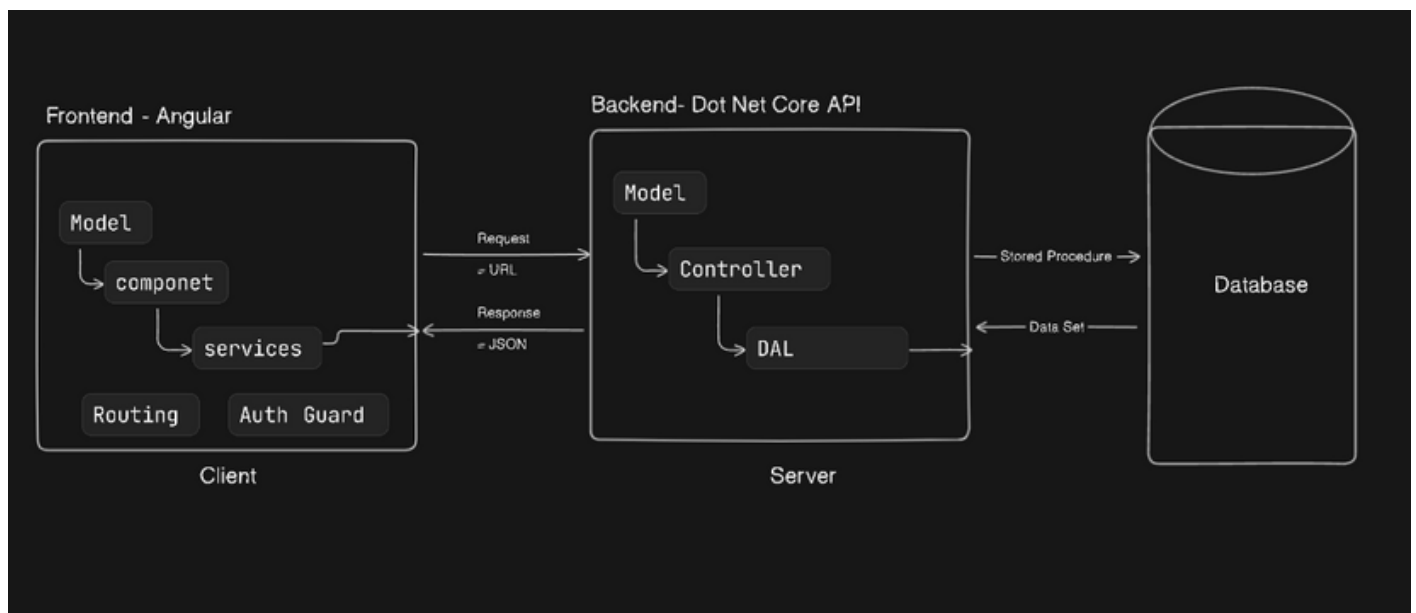 Frontend - Angular
Model
componet
services
Routing
Auth Guard
Client
Request
= URL
Response
= JSON
Backend- Dot Net Core API
Model
Controller
DAL
Server
Stored Procedure
Data Set
Database